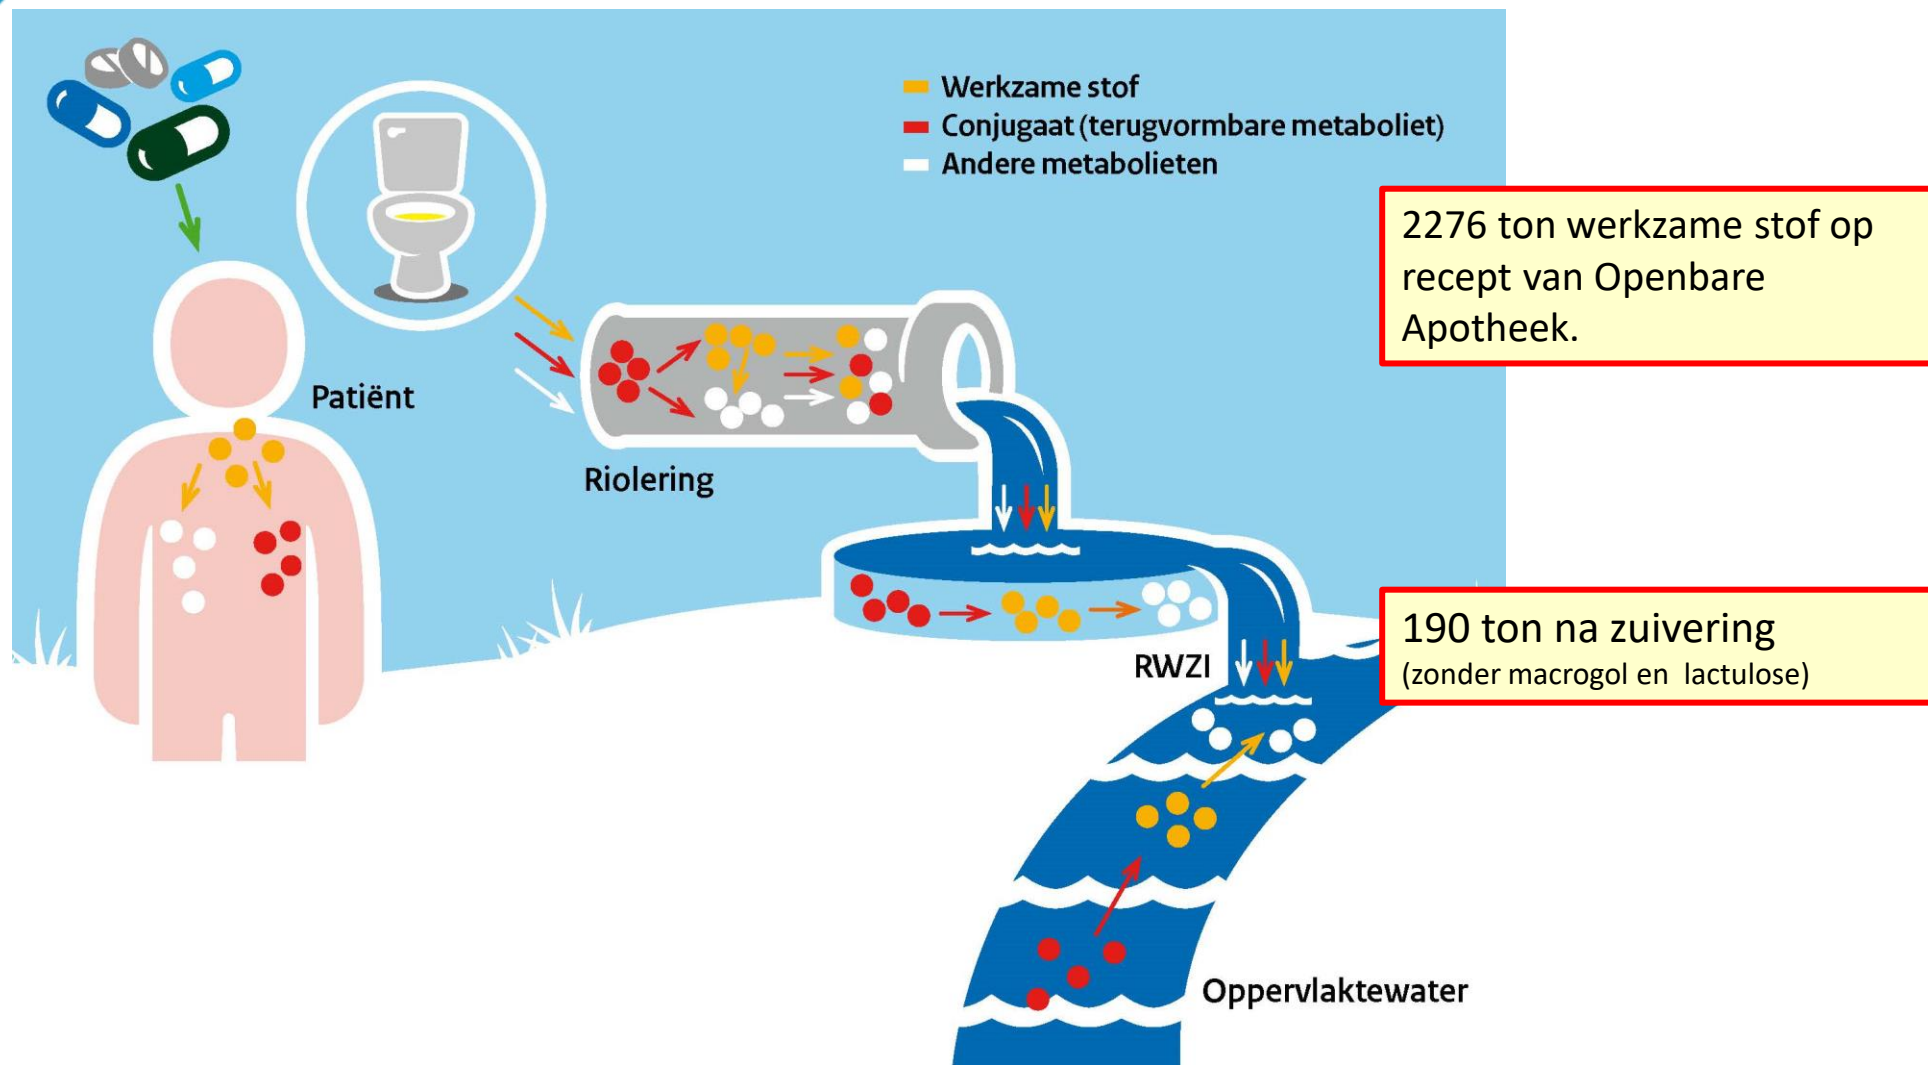 Werkzame stof
Conjugaat (terugvormbare metaboliet)
Andere metabolieten
2276 ton werkzame stof op
recept van Openbare
Apotheek.
Patiënt
Riolering
190 ton na zuivering
(zonder macrogol en lactulose)
RWZI
Oppervlaktewater